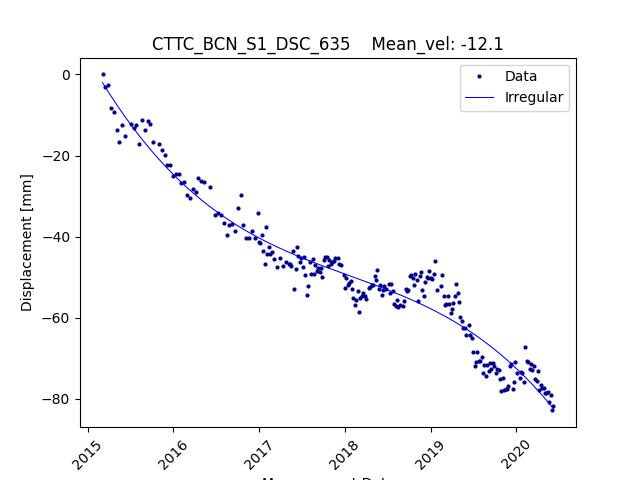 CTTC_BCN_S1_DSC_635    Mean_vel: -12.1
Data
Irregular
Displacement [mm]
0
−20
−40
−60
−80
2015
2016
2017
2018
2019
2020